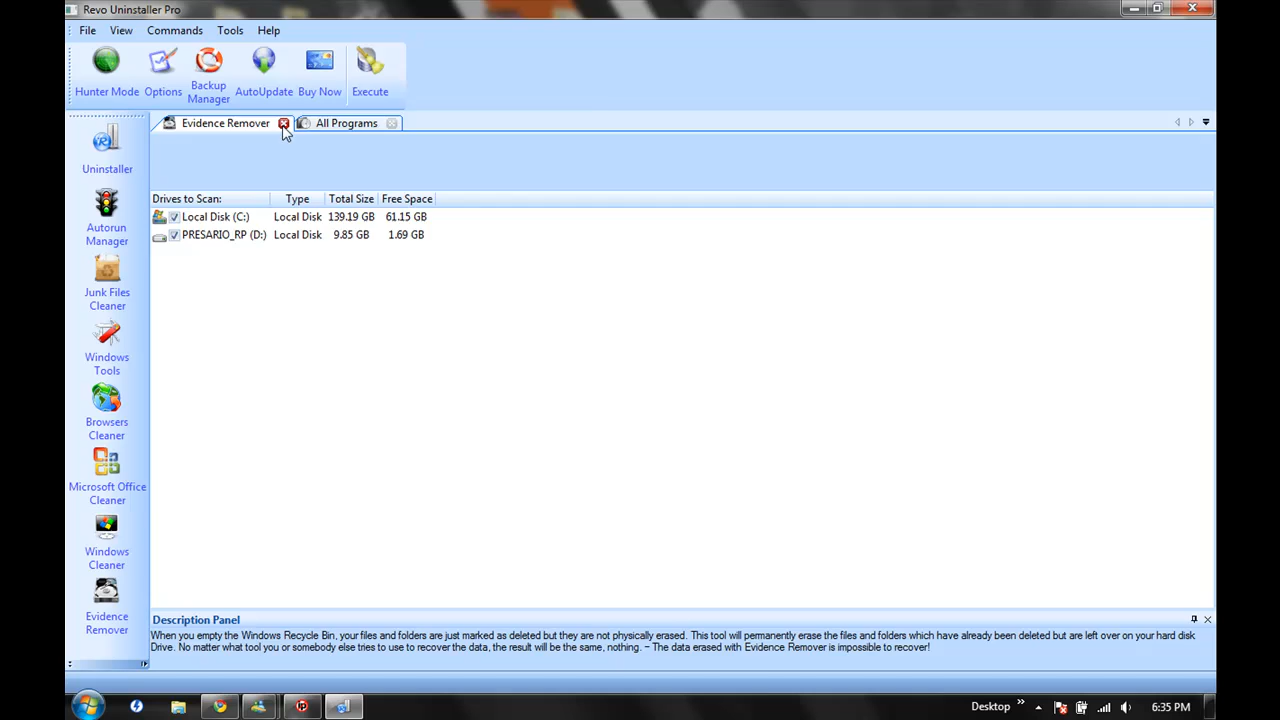 Revo Uninstaller Pro
File View Commands Tools Help
Hunter Mode Options Backup Manager AutoUpdate Buy Now Execute
Evidence Remover All Programs
Uninstaller
Autorun
Manager
Junk Files
Cleaner
Windows
Tools
Browsers
Cleaner
Microsoft Office
Cleaner
Windows
Cleaner
Evidence
Remover
Drives to Scan: Type Total Size Free Space
Local Disk (C:) Local Disk 139.19 GB 61.15 GB
PRESARIO_RP (D:) Local Disk 9.85 GB 1.69 GB
Description Panel
When you empty the Windows Recycle Bin, your files and folders are just marked as deleted but they are not physically erased. This tool will permanently erase the files and folders which have already been deleted but are left over on your hard disk
Drive. No matter what tool you or somebody else tries to use to recover the data, the result will be the same, nothing. – The data erased with Evidence Remover is impossible to recover!
Desktop » 6:35 PM